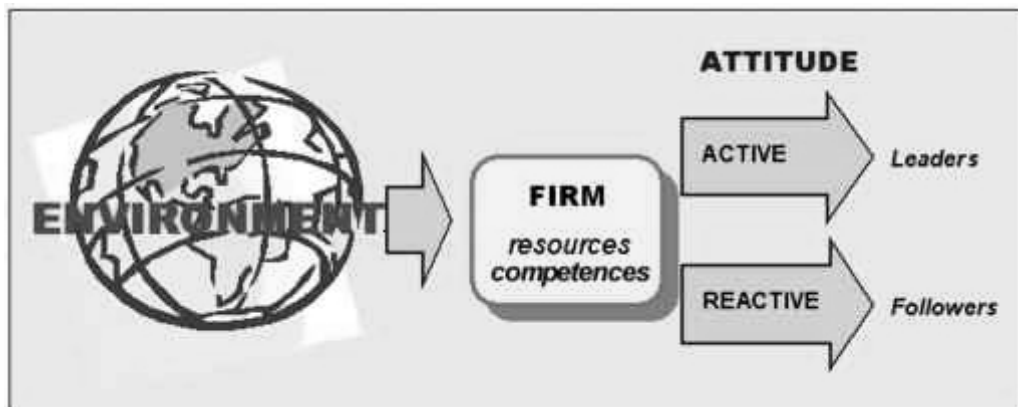 ENVIRONMENT
FIRM
resources
competences
ATTITUDE
ACTIVE
Leaders
REACTIVE
Followers